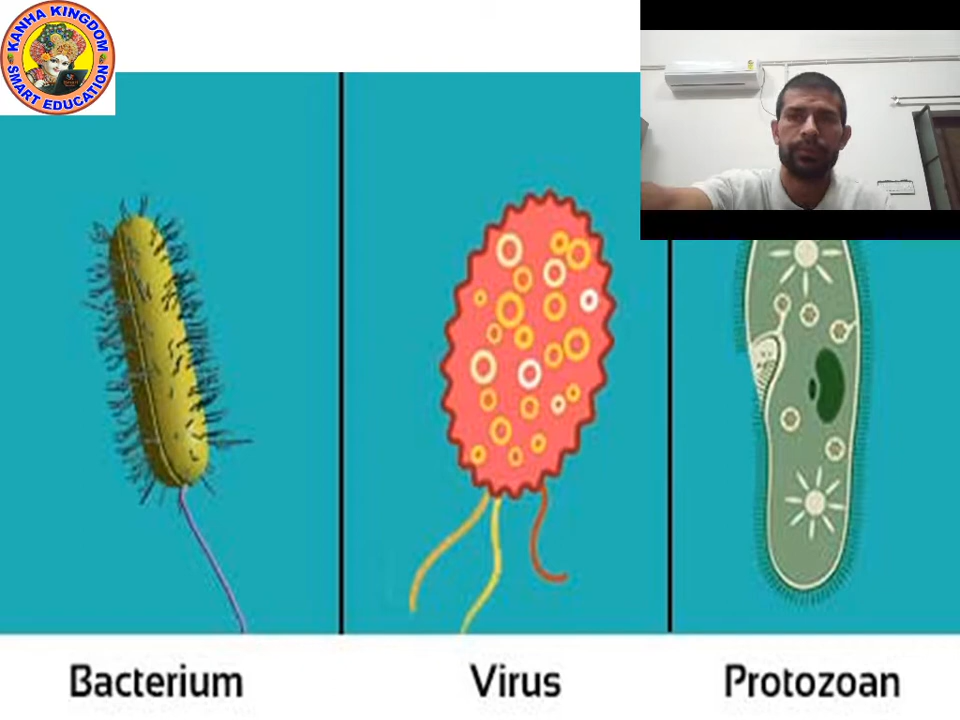 KANHA KINGDOM
SMART EDUCATION
Bacterium
Virus
Protozoan